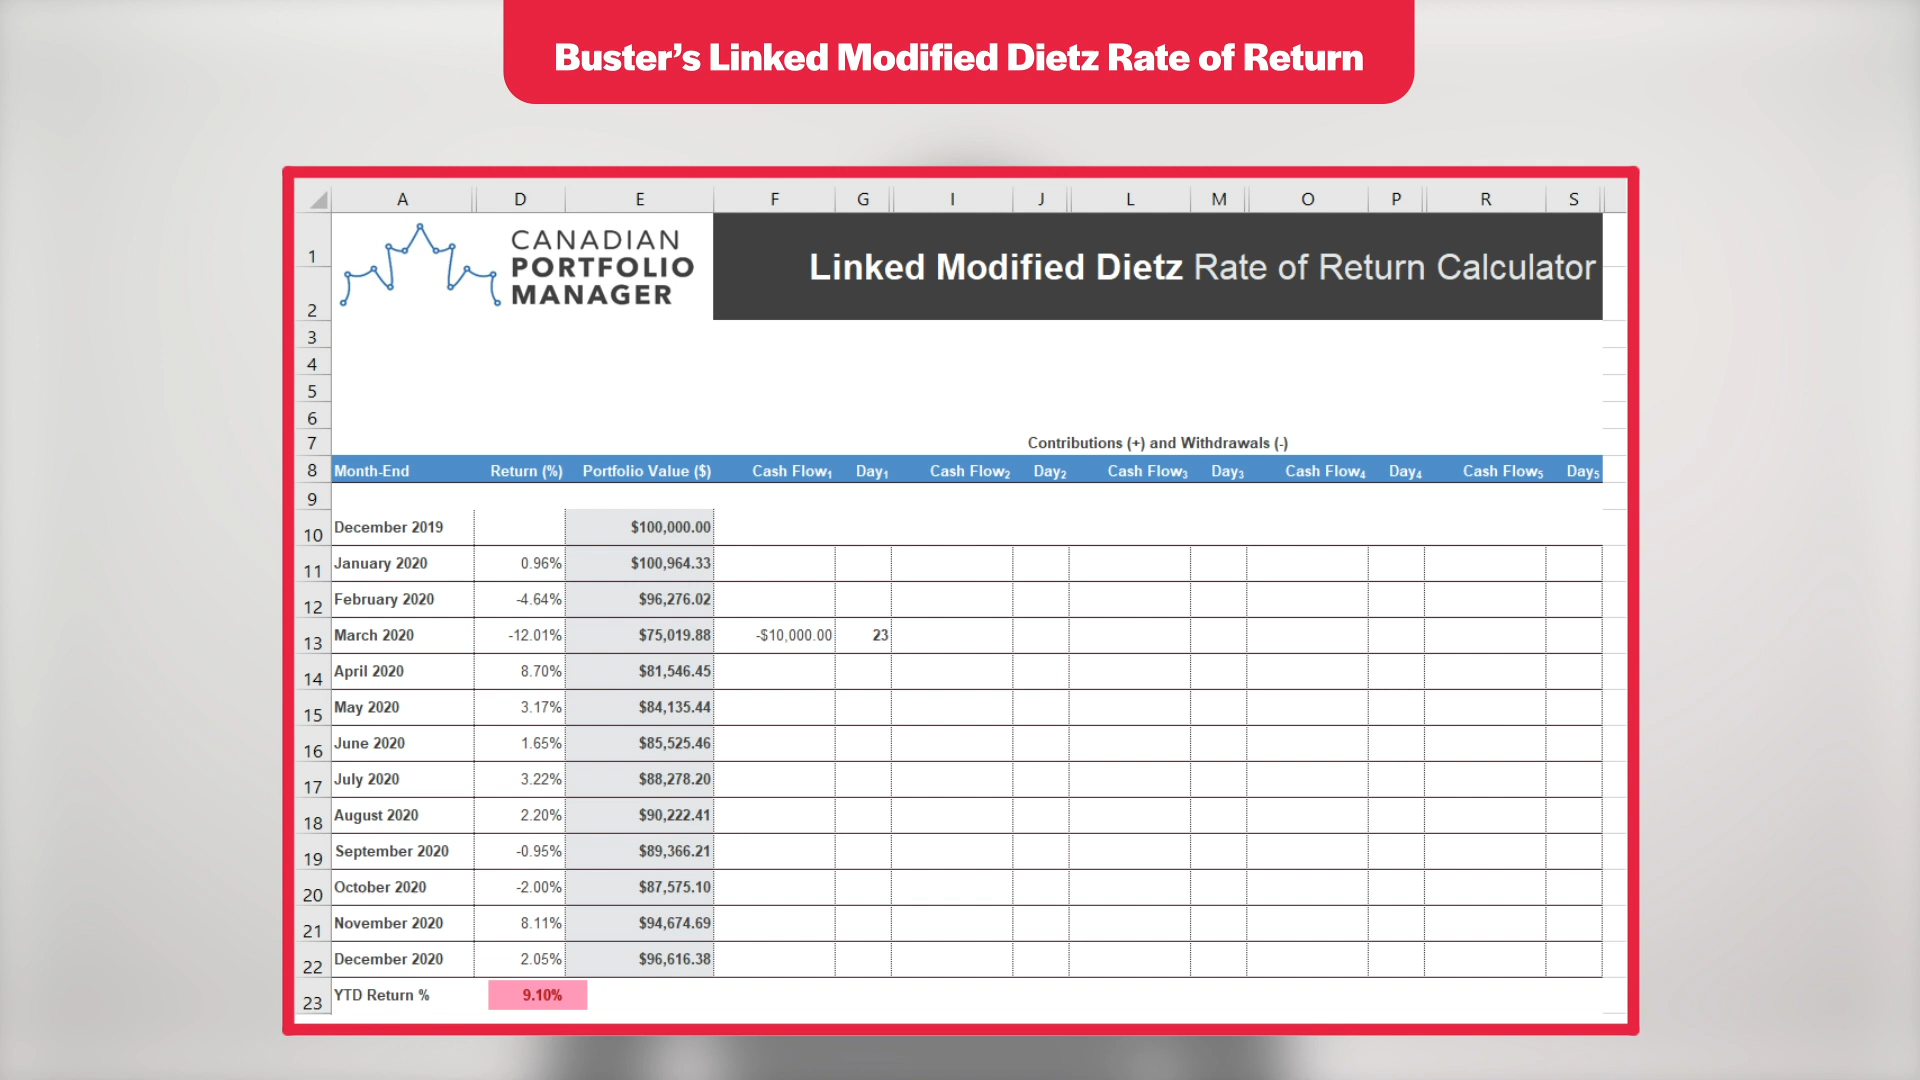 Buster's Linked Modified Dietz Rate of Return
A D E F G I J L M O P R S
CANADIAN
PORTFOLIO
MANAGER
Linked Modified Dietz Rate of Return Calculator
1
2
3
4
5
6
7 Contributions (+) and Withdrawals (-)
8 Month-End Return (%) Portfolio Value ($) Cash Flow₁ Day₁ Cash Flow₂ Day₂ Cash Flow₃ Day₃ Cash Flow₄ Day₄ Cash Flow₅ Day₅
9
10 December 2019 $100,000.00
11 January 2020 0.96% $100,964.33
12 February 2020 -4.64% $96,276.02
13 March 2020 -12.01% $75,019.88 -$10,000.00 23
14 April 2020 8.70% $81,546.45
15 May 2020 3.17% $84,135.44
16 June 2020 1.65% $85,525.46
17 July 2020 3.22% $88,278.20
18 August 2020 2.20% $90,222.41
19 September 2020 -0.95% $89,366.21
20 October 2020 -2.00% $87,575.10
21 November 2020 8.11% $94,674.69
22 December 2020 2.05% $96,616.38
23 YTD Return % 9.10%